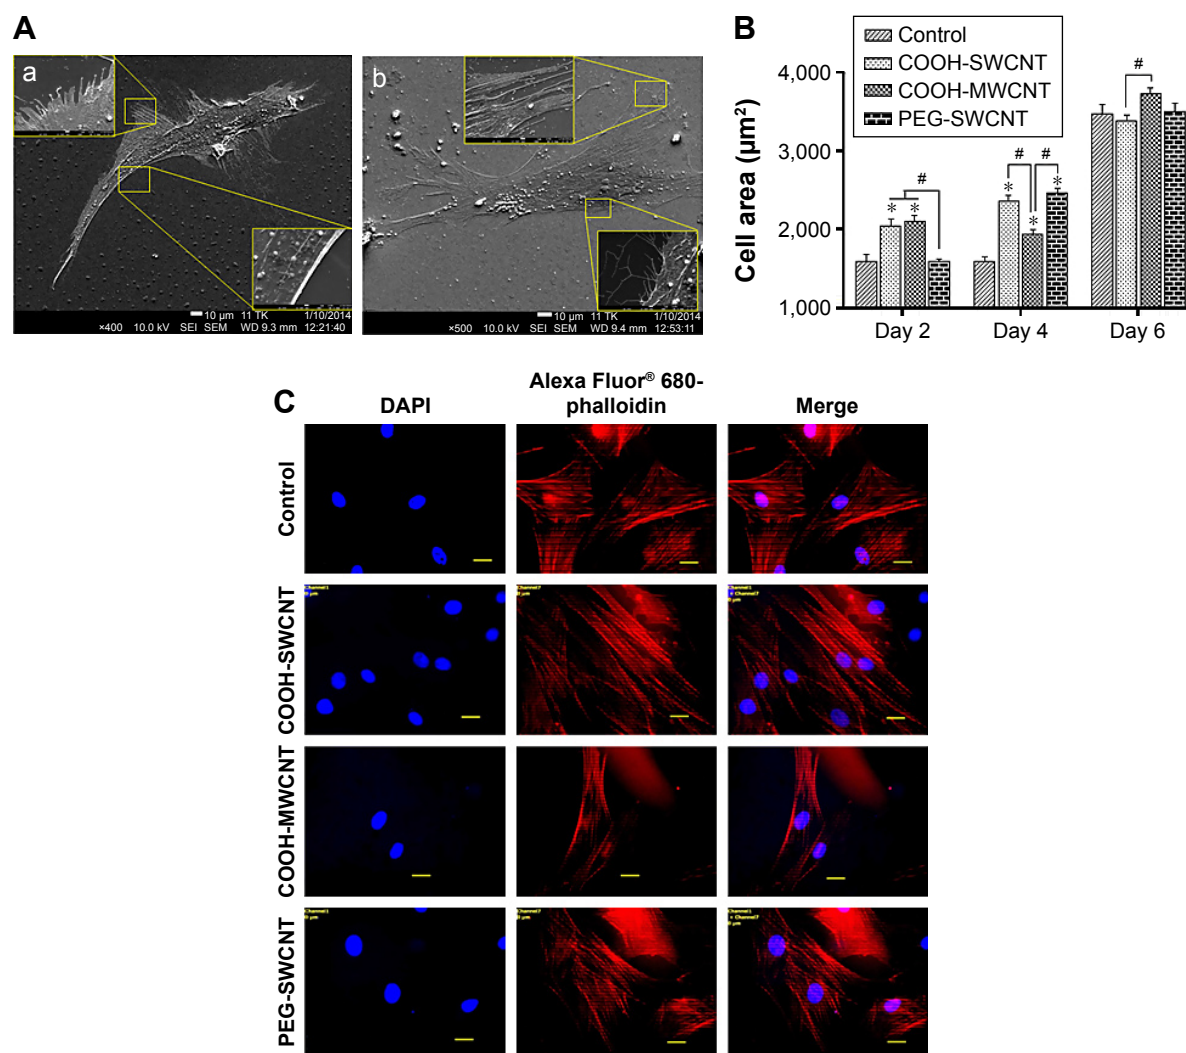 A
a
10 µm 11 TK 1/10/2014
×400 10.0 kV SEI SEM WD 9.3 mm 12:21:40
b
10 µm 11 TK 1/10/2014
×500 10.0 kV SEI SEM WD 9.4 mm 12:53:11
B
Control
COOH-SWCNT
COOH-MWCNT
PEG-SWCNT
Cell area (µm²)
4,000
3,000
2,000
1,000
* * #
* # * # *
#
Day 2 Day 4 Day 6
C
DAPI
Alexa Fluor® 680-
phalloidin
Merge
Control
COOH-SWCNT
Channel1
Channel7
COOH-MWCNT
PEG-SWCNT
Channel1
Channel7